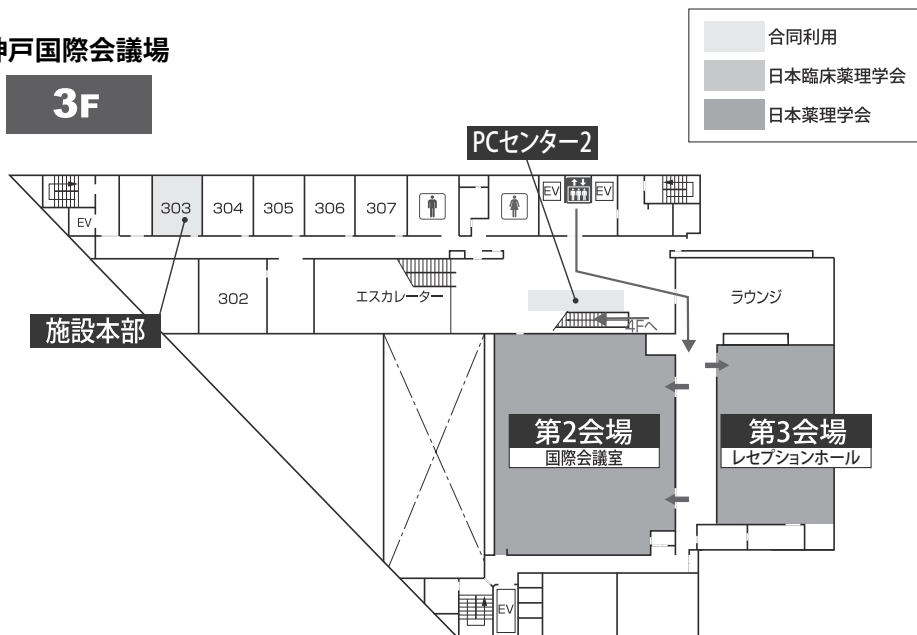 神戸国際会議場
3F
合同利用
日本臨床薬理学会
日本薬理学会
PCセンター2
EV
303
304
305
306
307
EV
EV
302
エスカレーター
ラウンジ
4Fへ
施設本部
第2会場
国際会議室
第3会場
レセプションホール
EV